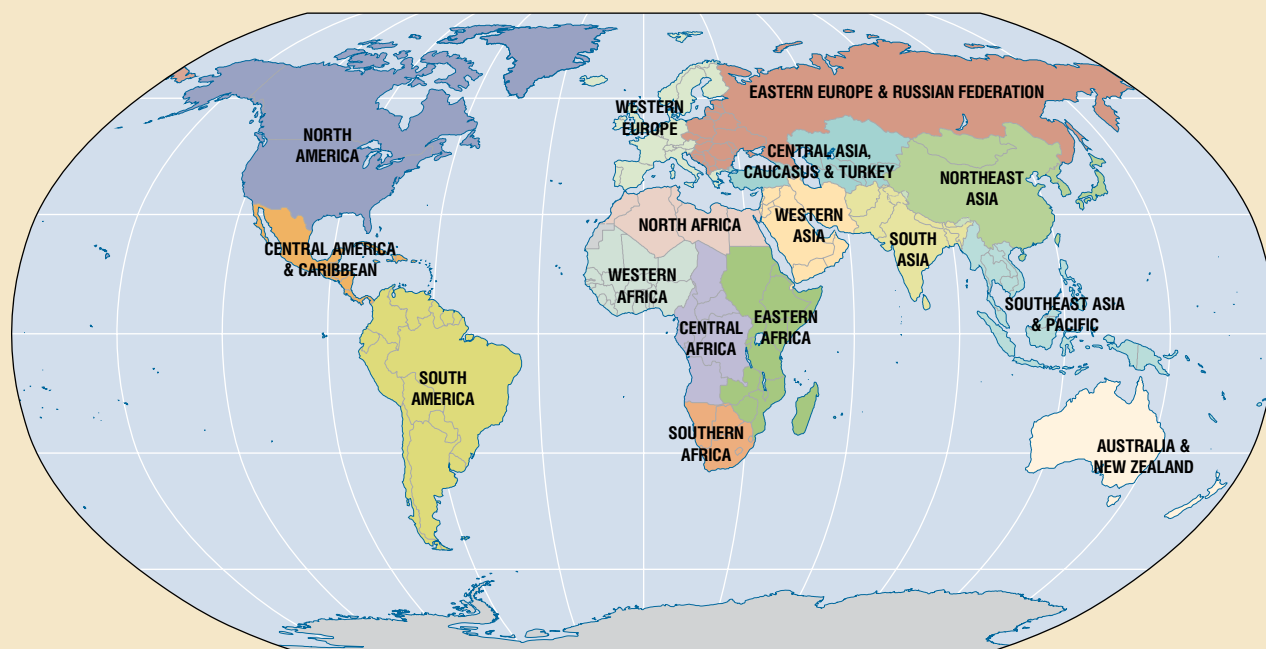 NORTH
AMERICA
CENTRAL AMERICA
& CARIBBEAN
SOUTH
AMERICA
WESTERN
EUROPE
EASTERN EUROPE & RUSSIAN FEDERATION
CENTRAL ASIA,
CAUCASUS & TURKEY
NORTHEAST
ASIA
NORTH AFRICA
WESTERN
ASIA
SOUTH
ASIA
WESTERN
AFRICA
CENTRAL
AFRICA
EASTERN
AFRICA
SOUTHEAST ASIA
& PACIFIC
SOUTHERN
AFRICA
AUSTRALIA &
NEW ZEALAND